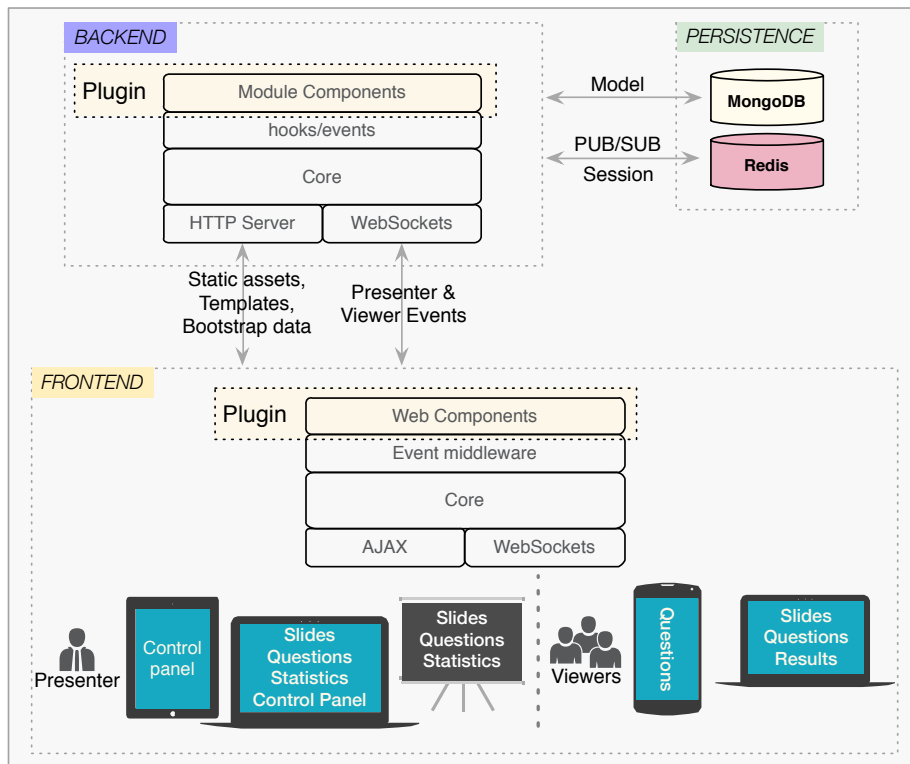 BACKEND
Plugin
Module Components
hooks/events
Core
HTTP Server
WebSockets
PERSISTENCE
Model
MongoDB
PUB/SUB
Session
Redis
Static assets,
Templates,
Bootstrap data
Presenter &
Viewer Events
FRONTEND
Plugin
Web Components
Event middleware
Core
AJAX
WebSockets
Presenter
Control
panel
Slides
Questions
Statistics
Control Panel
Slides
Questions
Statistics
Viewers
Questions
Slides
Questions
Results